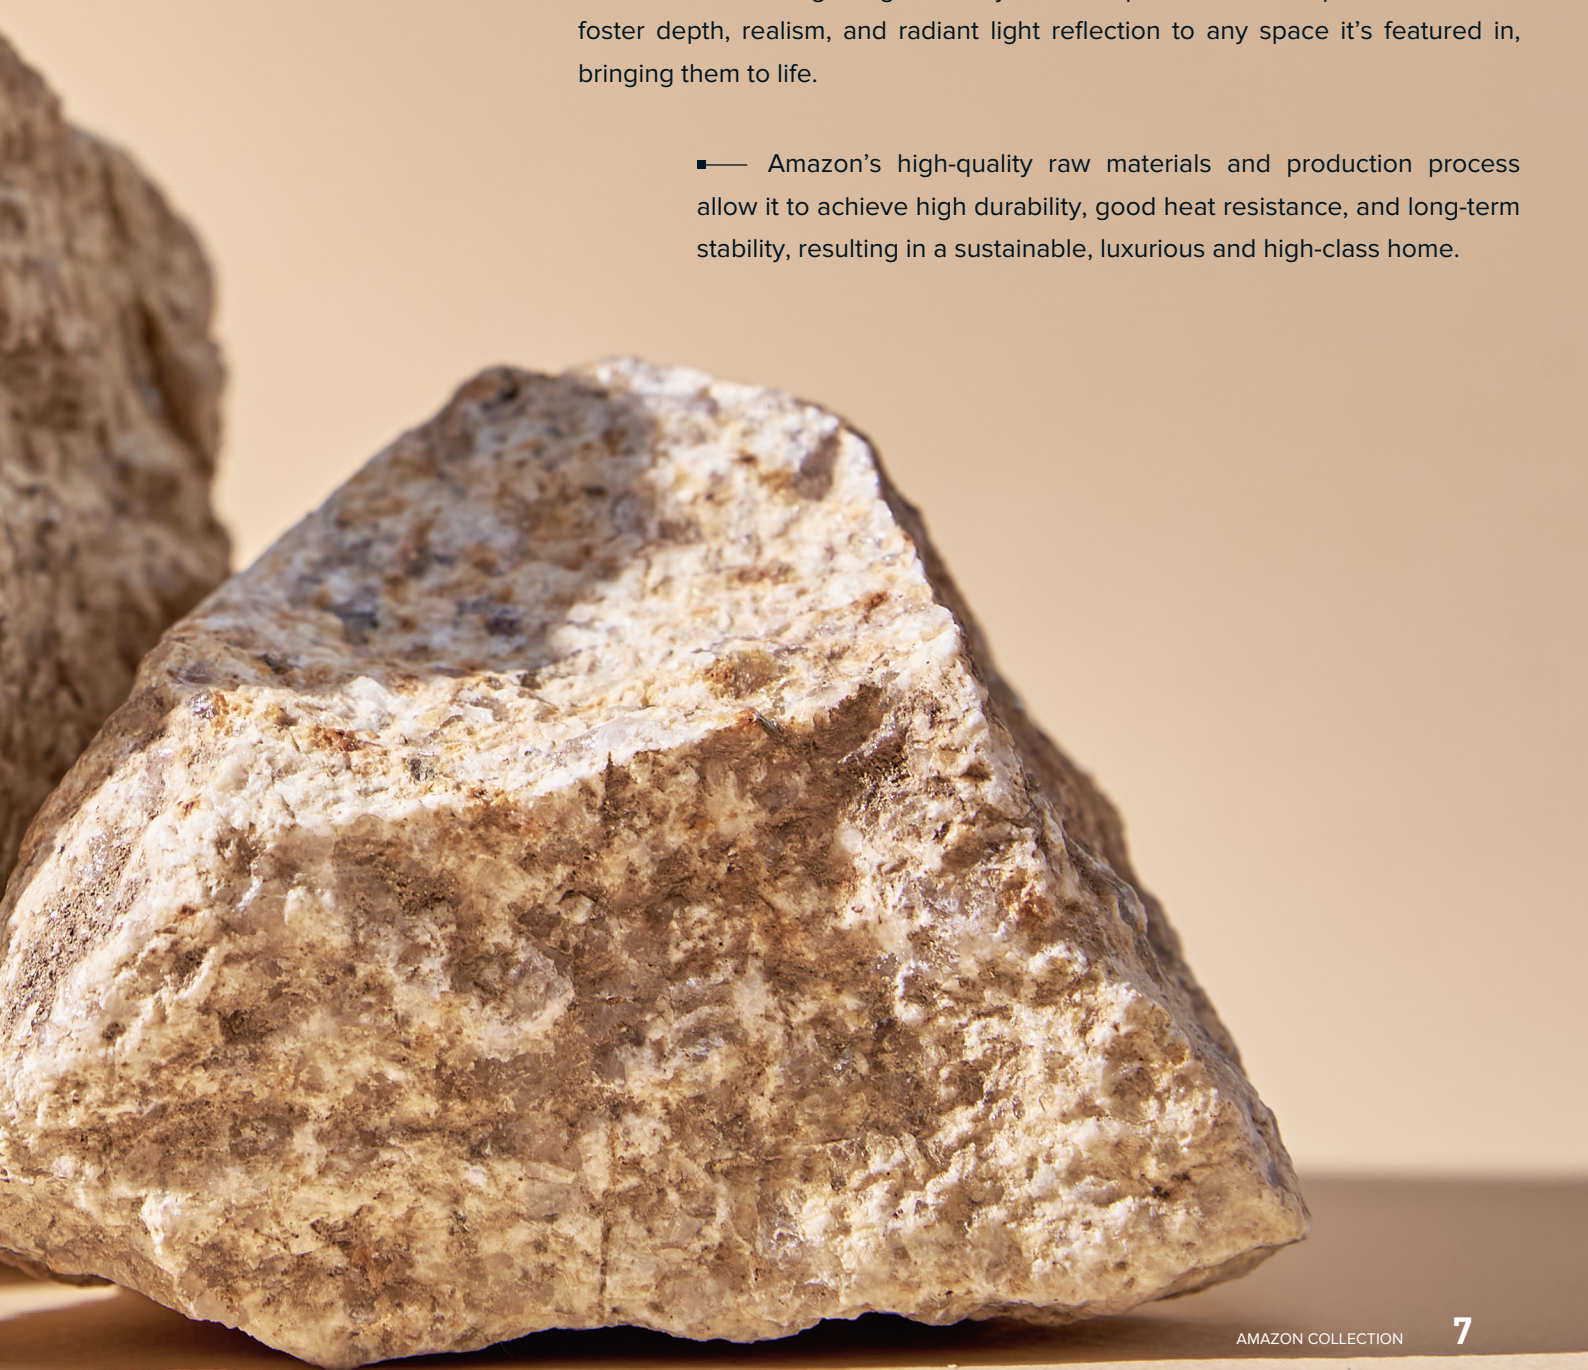 foster depth, realism, and radiant light reflection to any space it’s featured in,
bringing them to life.
Amazon’s high-quality raw materials and production process
allow it to achieve high durability, good heat resistance, and long-term
stability, resulting in a sustainable, luxurious and high-class home.
AMAZON COLLECTION 7